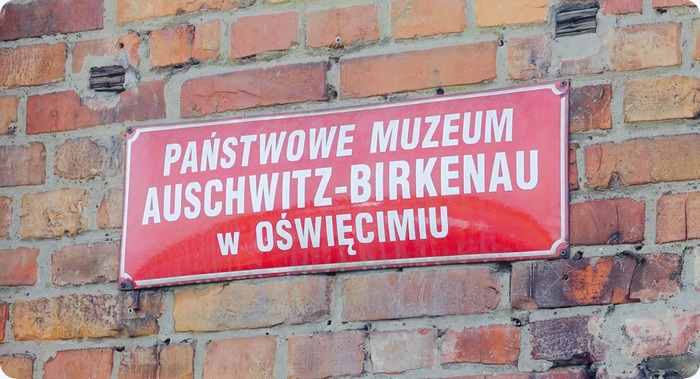 PAŃSTWOWE MUZEUM
AUSCHWITZ-BIRKENAU
w OŚWIĘCIMIU